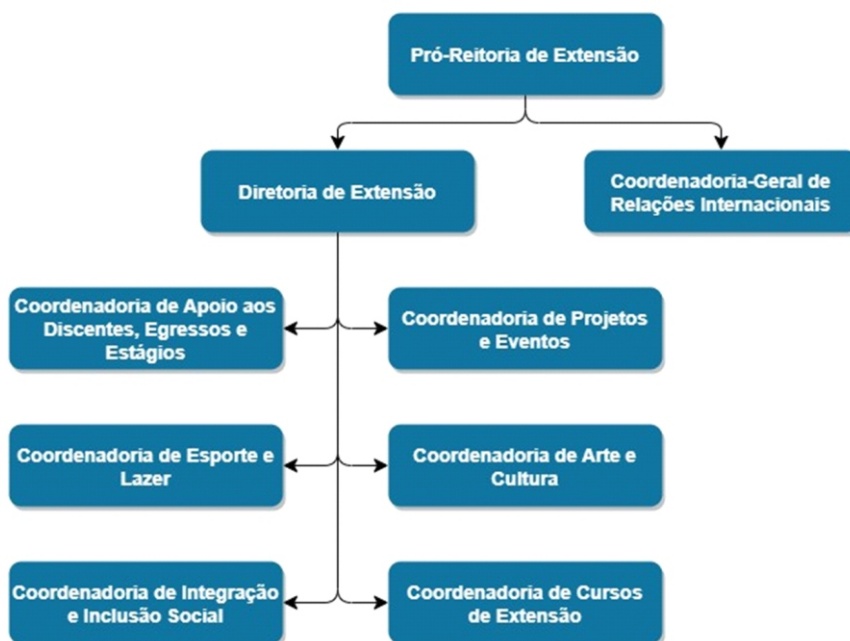 Pró-Reitoria de Extensão
Diretoria de Extensão
Coordenadoria-Geral de
Relações Internacionais
Coordenadoria de Apoio aos
Discentes, Egressos e
Estágios
Coordenadoria de Projetos
e Eventos
Coordenadoria de Esporte e
Lazer
Coordenadoria de Arte e
Cultura
Coordenadoria de Integração
e Inclusão Social
Coordenadoria de Cursos
de Extensão